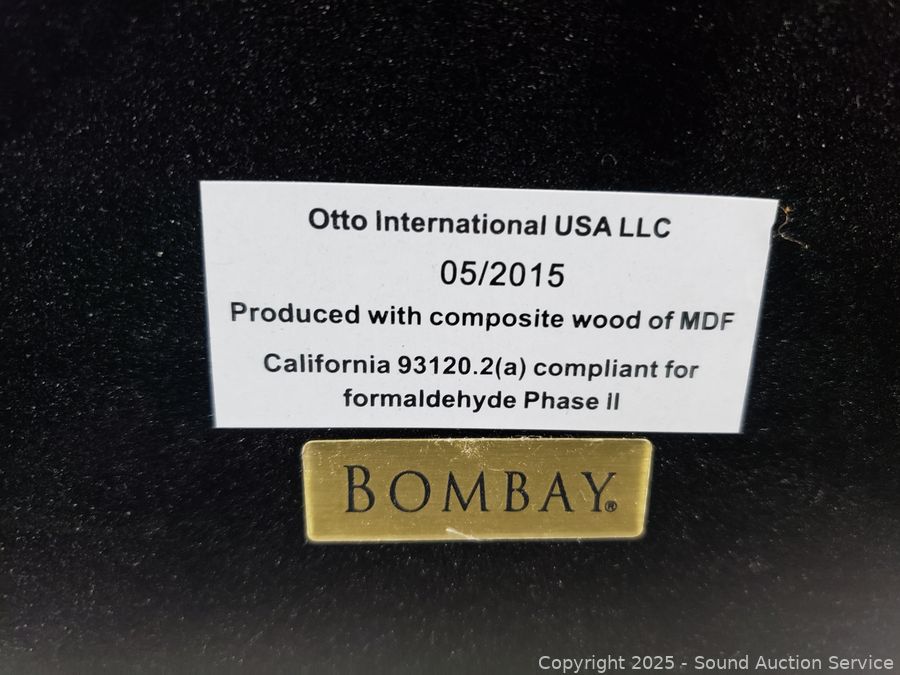 Otto International USA LLC
05/2015
Produced with composite wood of MDF
California 93120.2(a) compliant for
formaldehyde Phase II
BOMBAY®
Copyright 2025 - Sound Auction Service